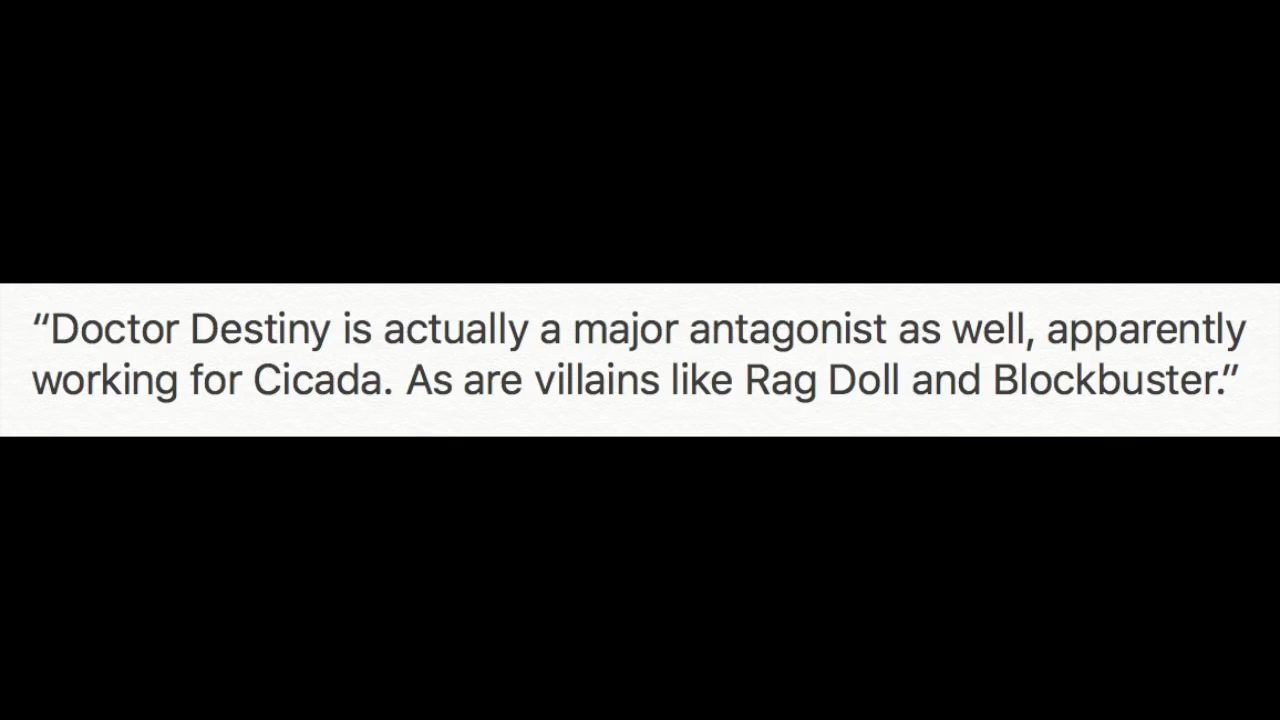 “Doctor Destiny is actually a major antagonist as well, apparently
working for Cicada. As are villains like Rag Doll and Blockbuster.”